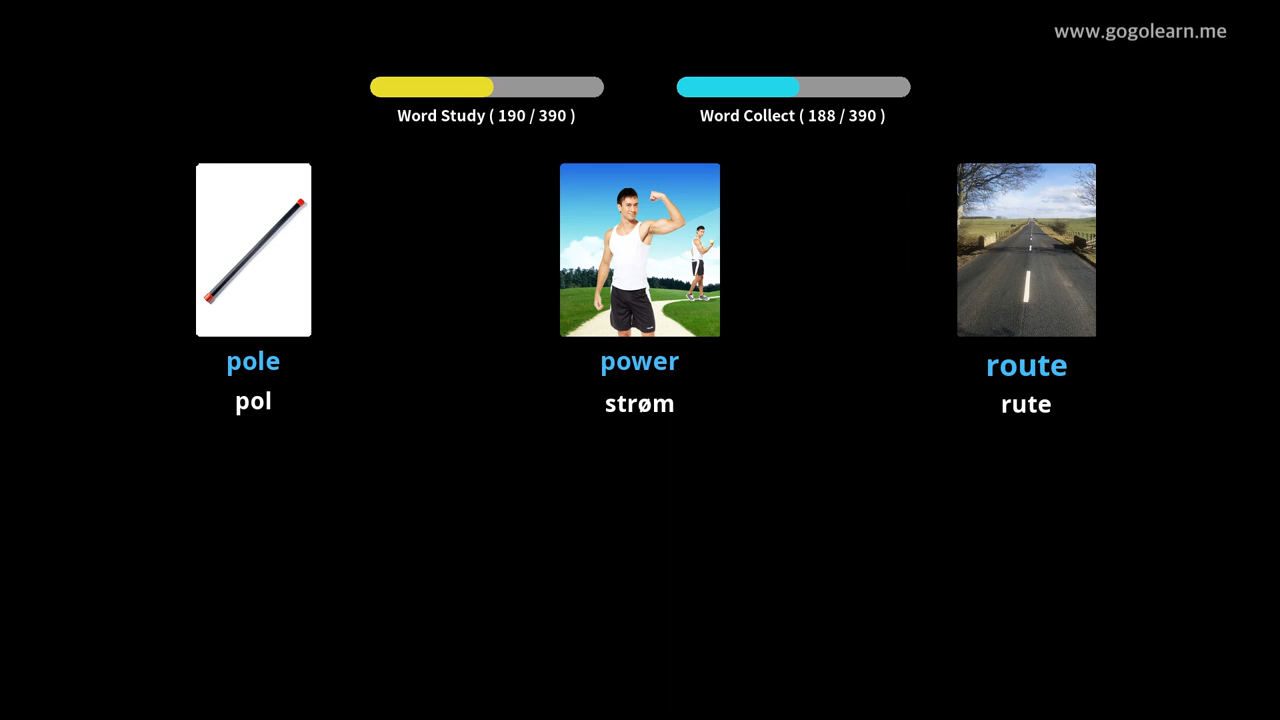 www.gogolearn.me
Word Study ( 190 / 390 )
Word Collect ( 188 / 390 )
pole
power
route
pol
strøm
rute